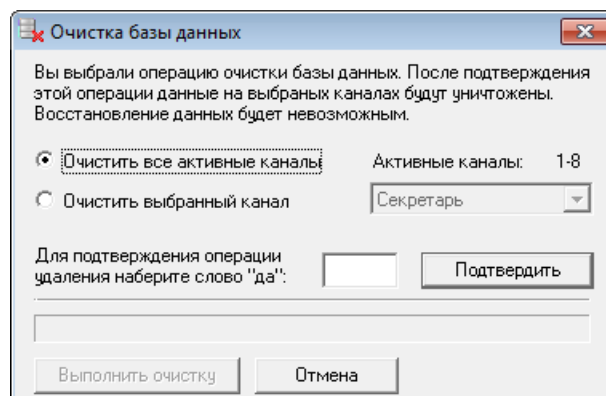 Очистка базы данных
Вы выбрали операцию очистки базы данных. После подтверждения
этой операции данные на выбраных каналах будут уничтожены.
Восстановление данных будет невозможным.
Очистить все активные каналы Активные каналы: 1-8
Очистить выбранный канал Секретарь
Для подтверждения операции
удаления наберите слово "да": Подтвердить
Выполнить очистку Отмена